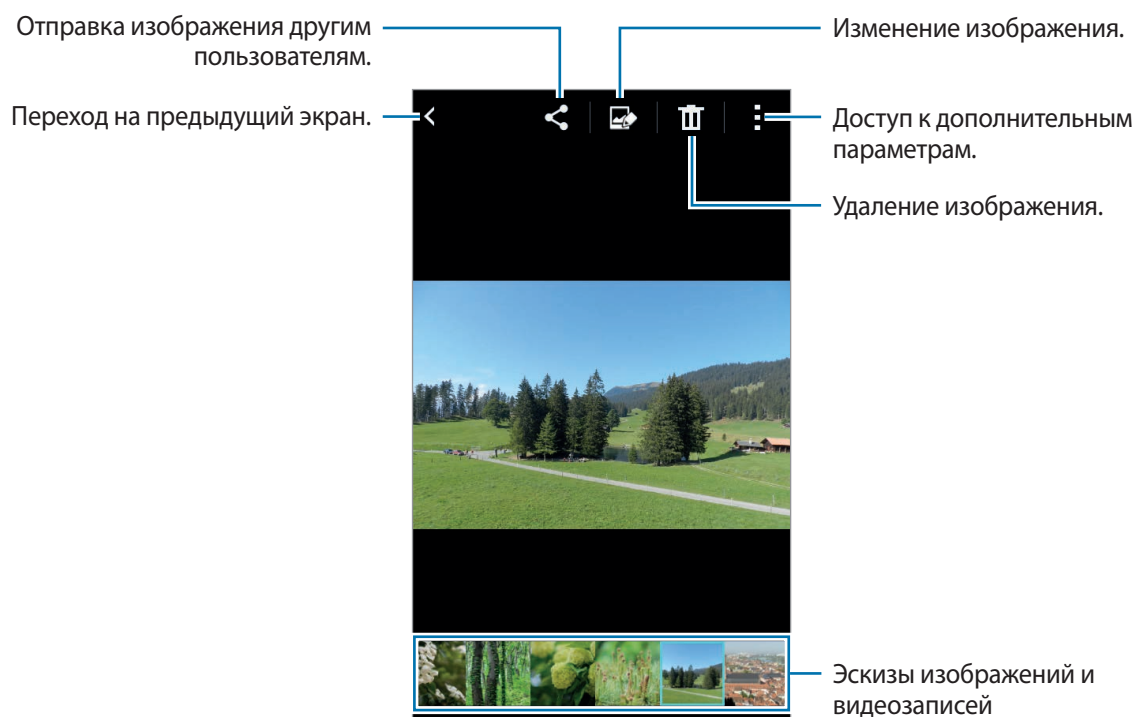 Отправка изображения другим
пользователям.
Изменение изображения.
Переход на предыдущий экран.
Доступ к дополнительным
параметрам.
Удаление изображения.
Эскизы изображений и
видеозаписей